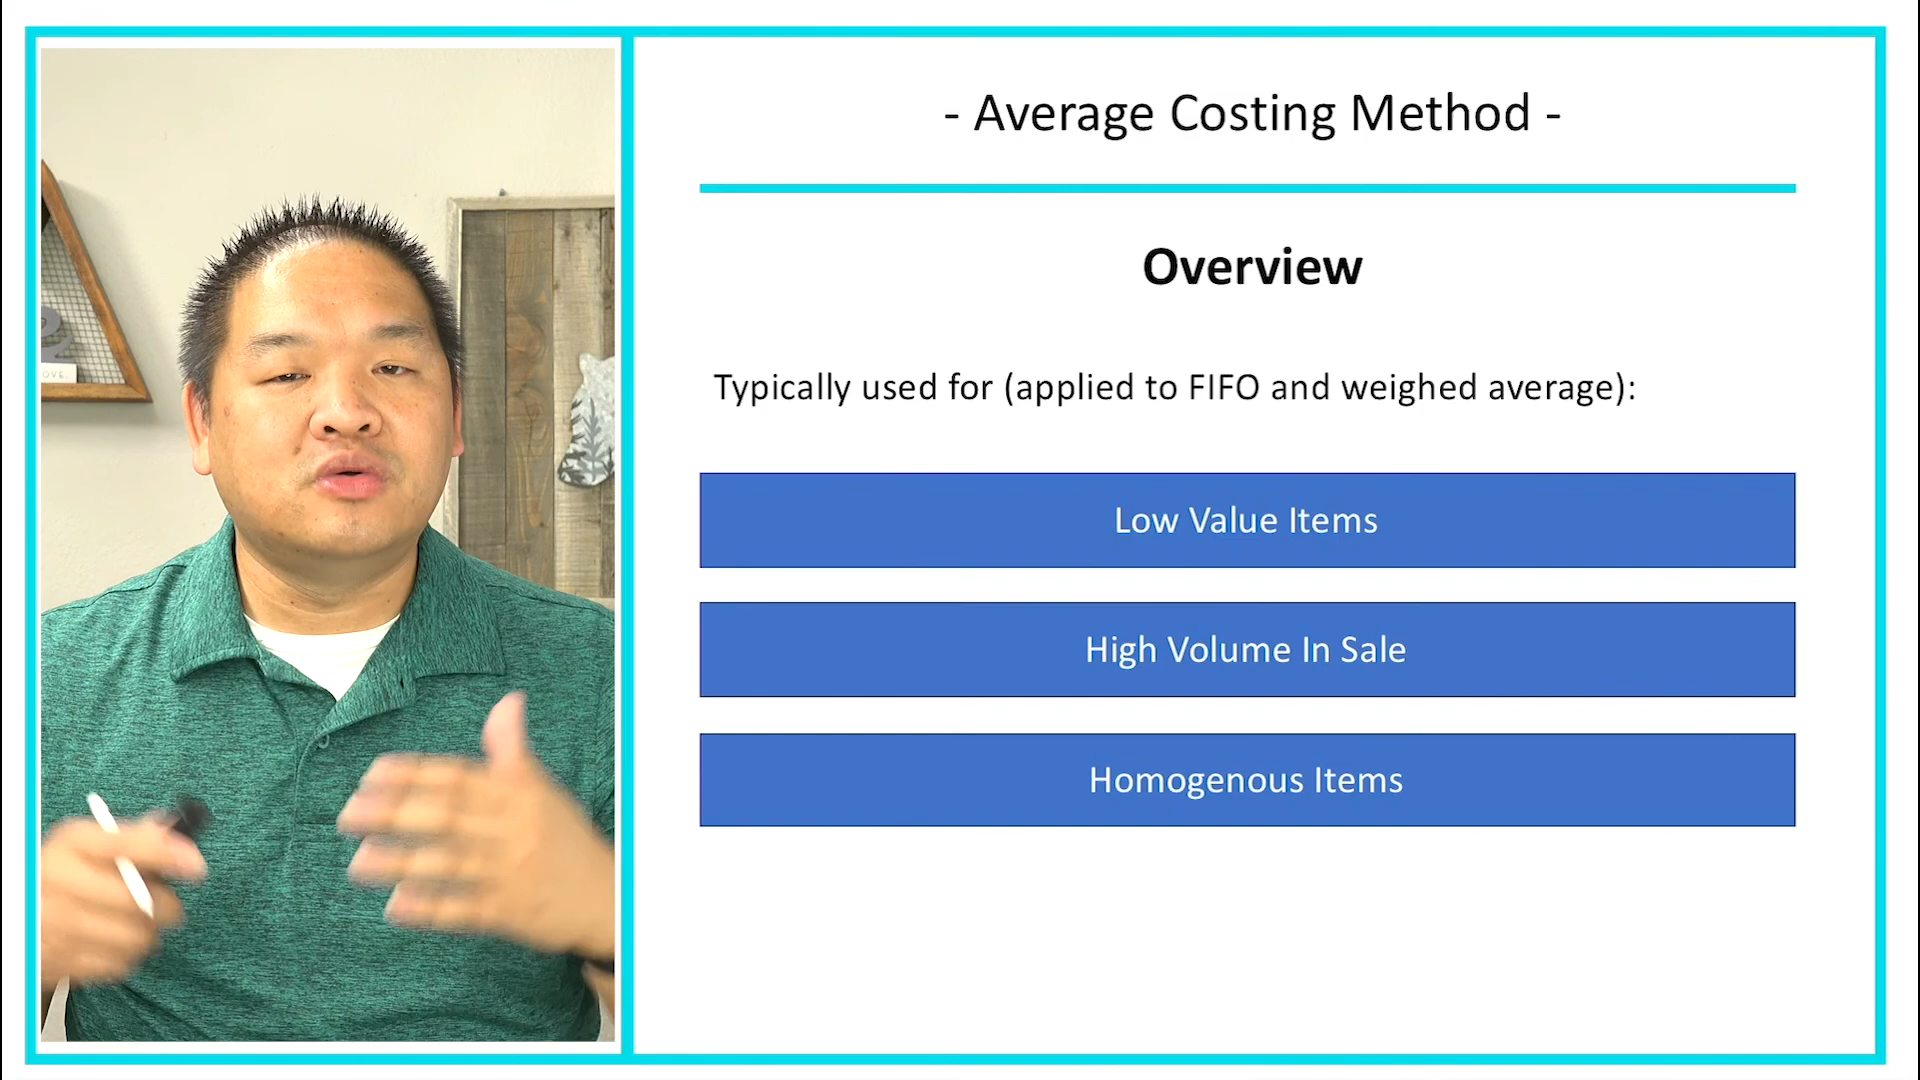 - Average Costing Method -
Overview
Typically used for (applied to FIFO and weighed average):
Low Value Items
High Volume In Sale
Homogenous Items